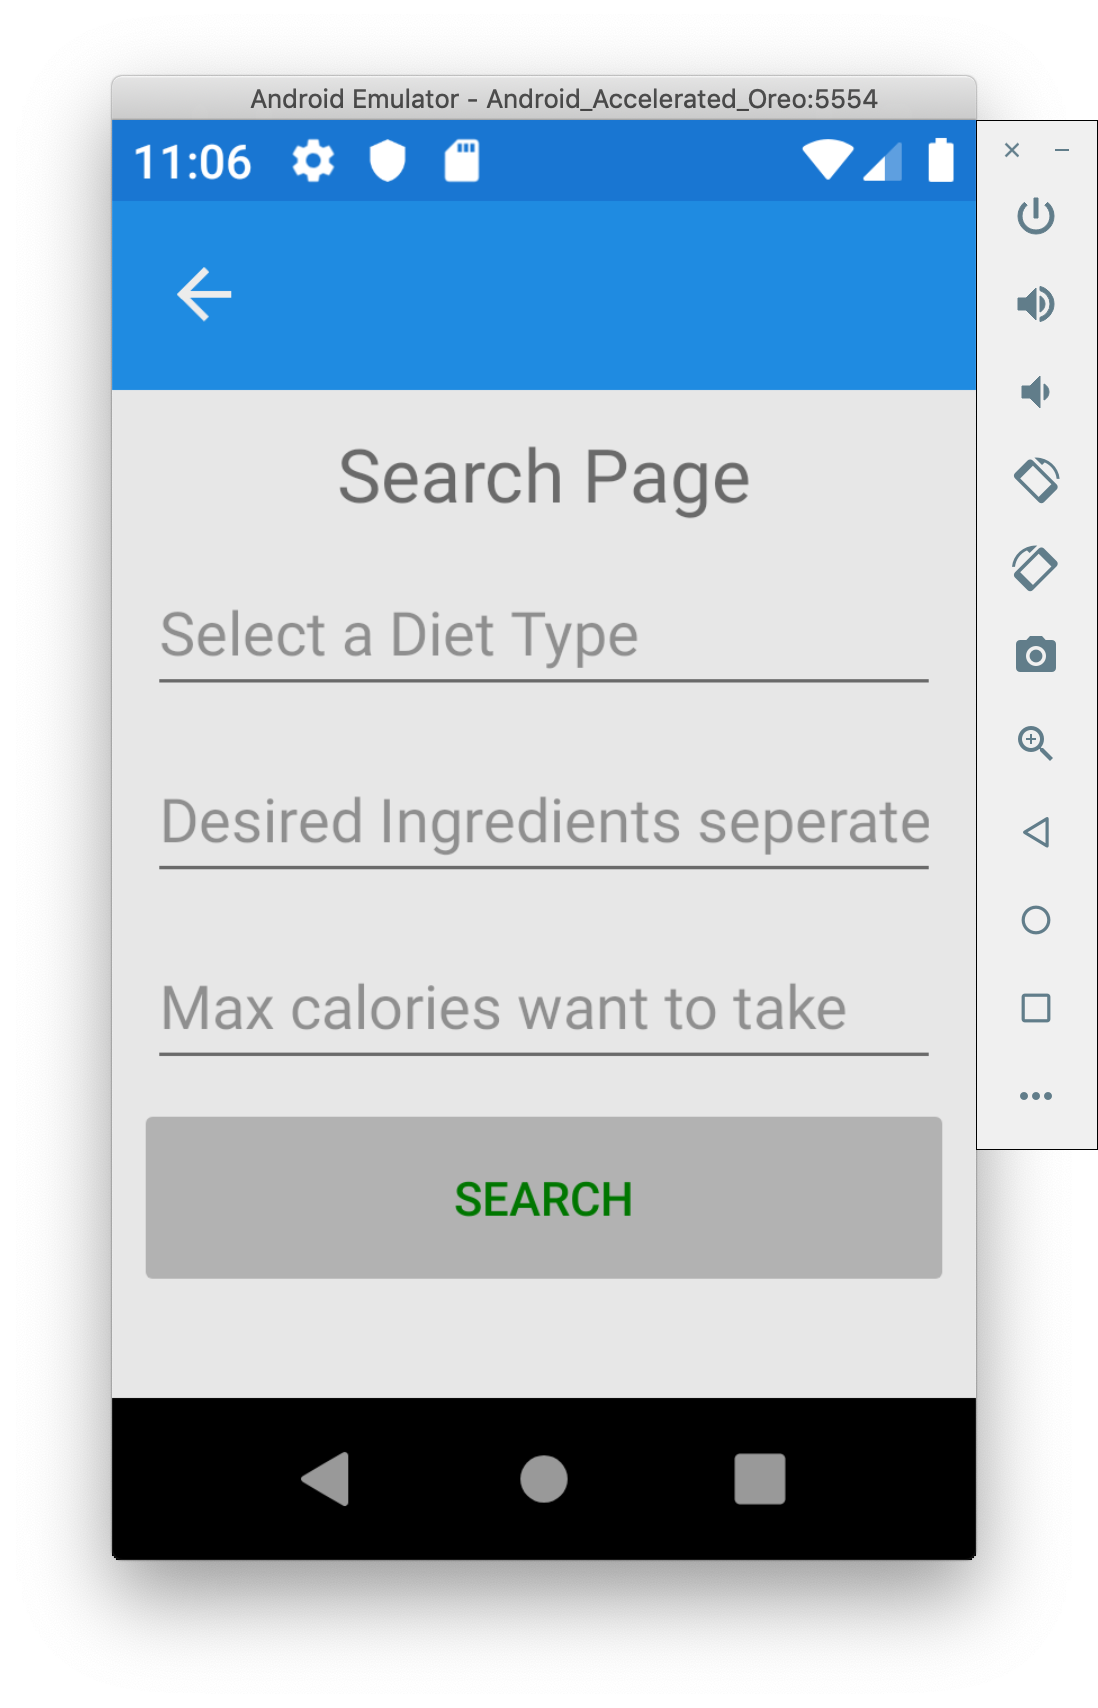 Android Emulator - Android_Accelerated_Oreo:5554
11:06
Search Page
Select a Diet Type
Desired Ingredients seperate
Max calories want to take
SEARCH